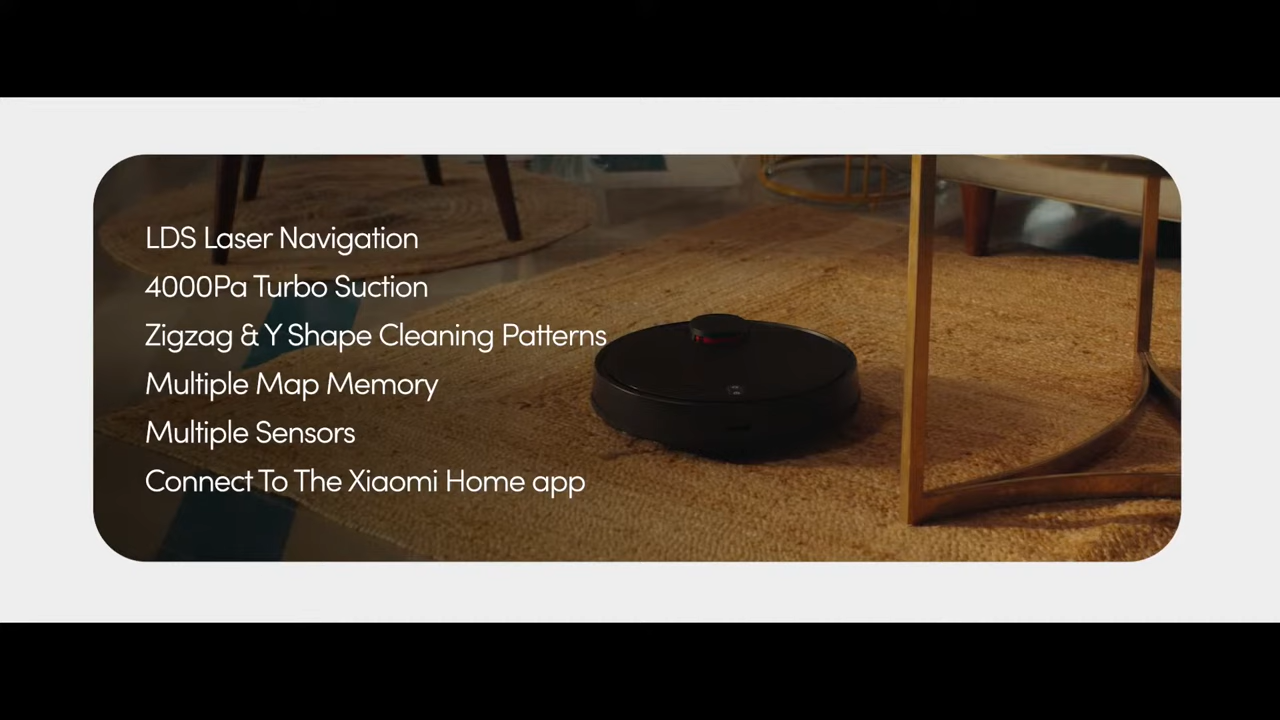 LDS Laser Navigation
4000Pa Turbo Suction
Zigzag & Y Shape Cleaning Patterns
Multiple Map Memory
Multiple Sensors
Connect To The Xiaomi Home app